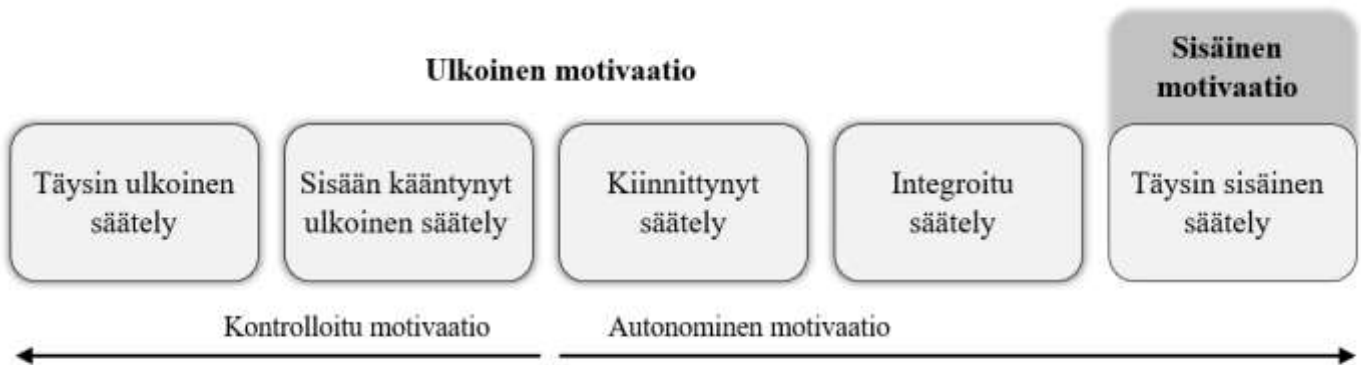 Ulkoinen motivaatio
Sisäinen
motivaatio
Täysin ulkoinen
säätely
Sisään kääntynyt
ulkoinen säätely
Kiinnittynyt
säätely
Integroitu
säätely
Täysin sisäinen
säätely
Kontrolloitu motivaatio
Autonominen motivaatio